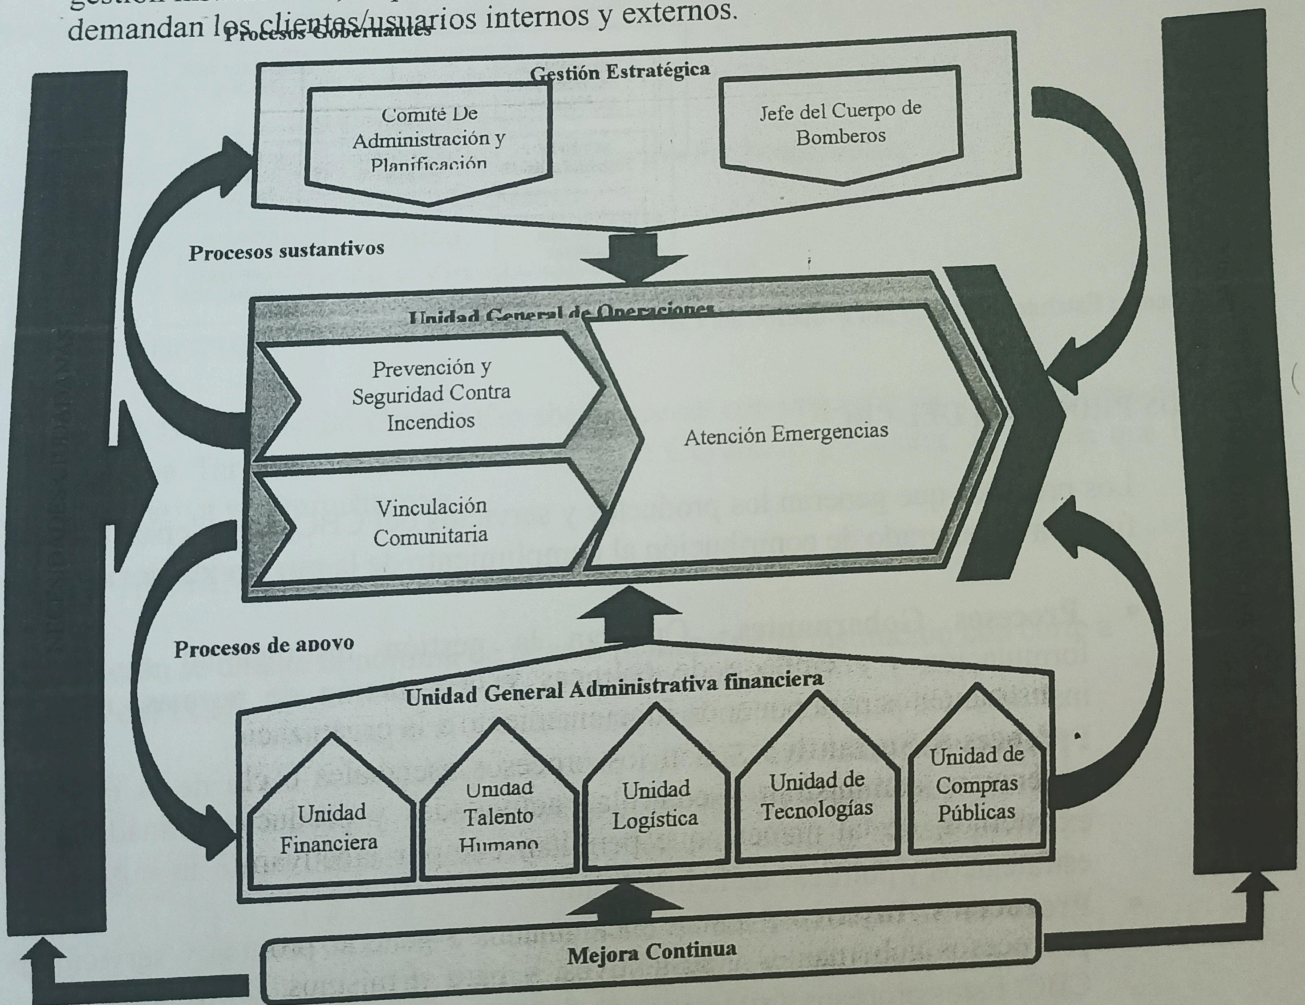 demandan los clientes/usuarios internos y externos.
Procesos Gobernantes
Gestión Estratégica
Comité De
Administración y
Planificación
Jefe del Cuerpo de
Bomberos
Procesos sustantivos
Unidad General de Operaciones
Prevención y
Seguridad Contra
Incendios
Atención Emergencias
Vinculación
Comunitaria
NECESIDADES CIUDADANAS
Procesos de apoyo
Unidad General Administrativa financiera
Unidad
Financiera
Unidad
Talento
Humano
Unidad
Logística
Unidad de
Tecnologías
Unidad de
Compras
Públicas
Mejora Continua